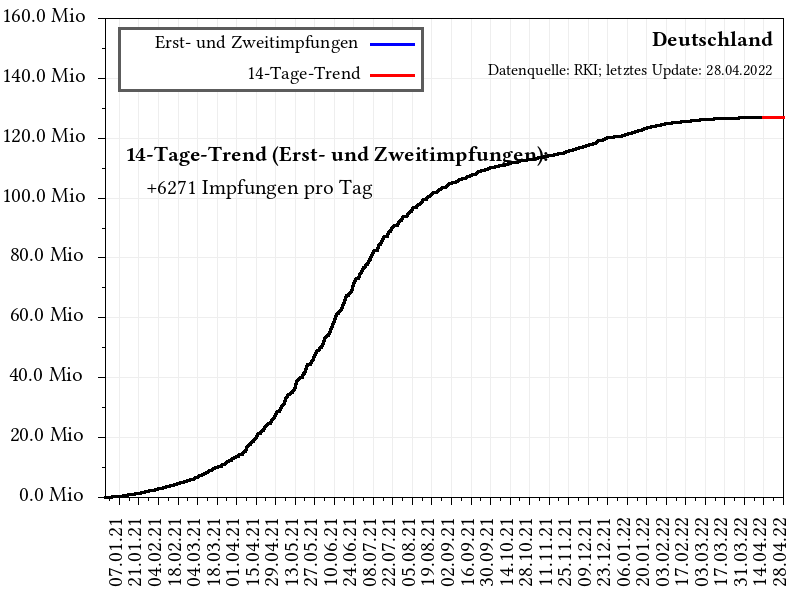 160.0 Mio
140.0 Mio
120.0 Mio
100.0 Mio
80.0 Mio
60.0 Mio
40.0 Mio
20.0 Mio
0.0 Mio
Erst- und Zweitimpfungen
14-Tage-Trend
Deutschland
Datenquelle: RKI; letztes Update: 28.04.2022
14-Tage-Trend (Erst- und Zweitimpfungen):
+6271 Impfungen pro Tag
07.01.21
21.01.21
04.02.21
18.02.21
04.03.21
18.03.21
01.04.21
15.04.21
29.04.21
13.05.21
27.05.21
10.06.21
24.06.21
08.07.21
22.07.21
05.08.21
19.08.21
02.09.21
16.09.21
30.09.21
14.10.21
28.10.21
11.11.21
25.11.21
09.12.21
23.12.21
06.01.22
20.01.22
03.02.22
17.02.22
03.03.22
17.03.22
31.03.22
14.04.22
28.04.22